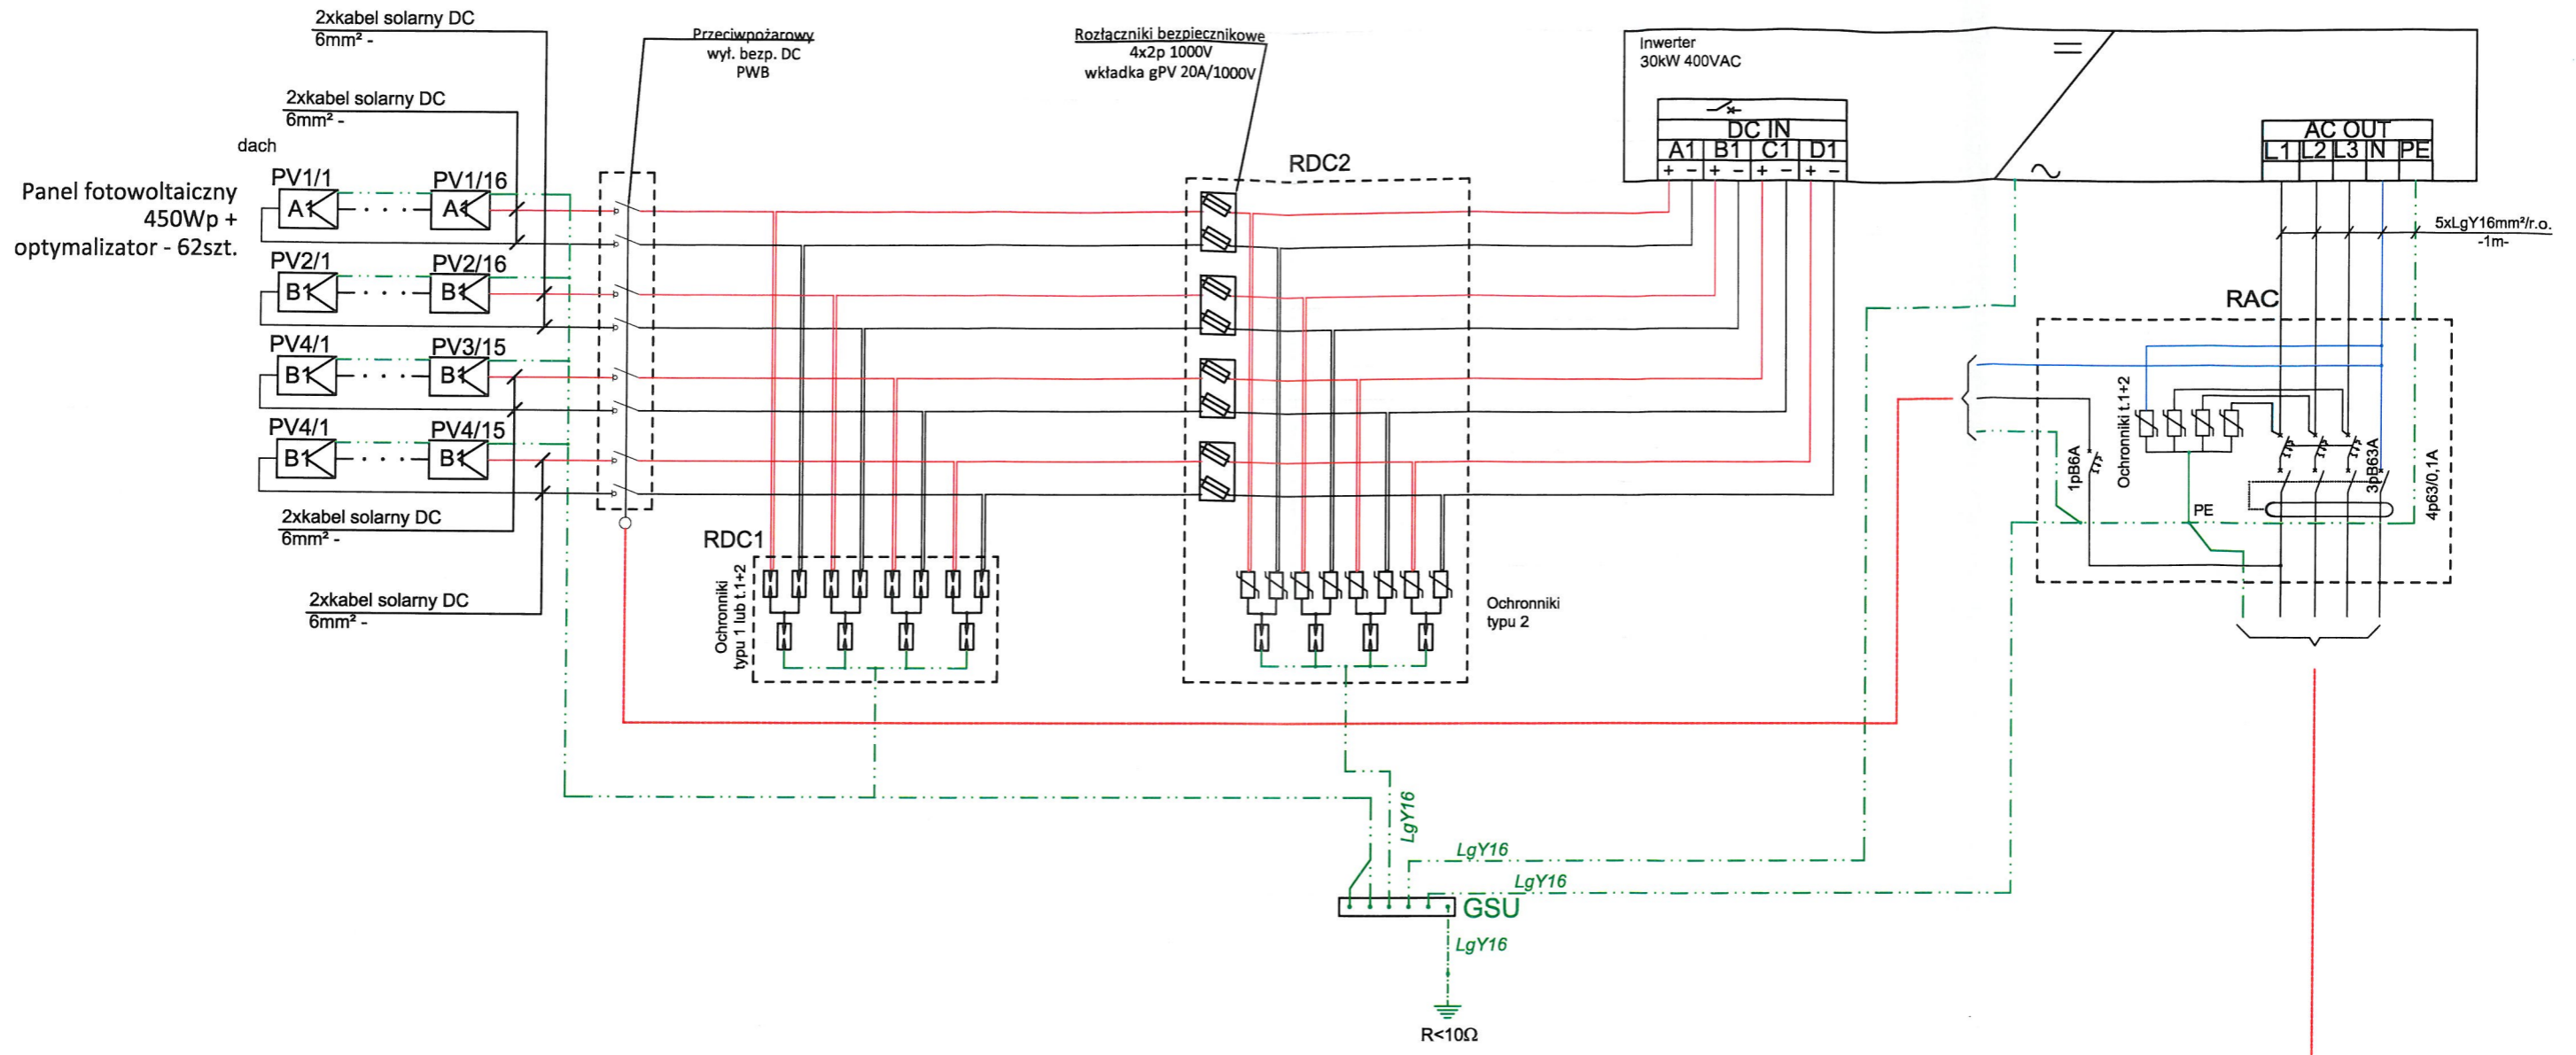 2xkabel solarny DC
6mm² -
2xkabel solarny DC
6mm² -
dach
Panel fotowoltaiczny
450Wp +
optymalizator - 62szt.
PV1/1
PV1/16
A1
A1
PV2/1
PV2/16
B1
B1
PV4/1
PV3/15
B1
B1
PV4/1
PV4/15
B1
B1
2xkabel solarny DC
6mm² -
2xkabel solarny DC
6mm² -
Przeciwpożarowy
wył. bezp. DC
PWB
Rozłączniki bezpiecznikowe
4x2p 1000V
wkładka gPV 20A/1000V
RDC1
Ochronniki
typu 1 lub t.1+2
RDC2
Ochronniki
typu 2
Inwerter
30kW 400VAC
DC IN
A1 B1 C1 D1
+ − + − + − + −
AC OUT
L1 L2 L3 N PE
5xLgY16mm²/r.o.
-1m-
RAC
1pB6A
Ochronniki t.1+2
PE
3pB63A
4p63/0,1A
LgY16
LgY16
LgY16
GSU
LgY16
R<10Ω